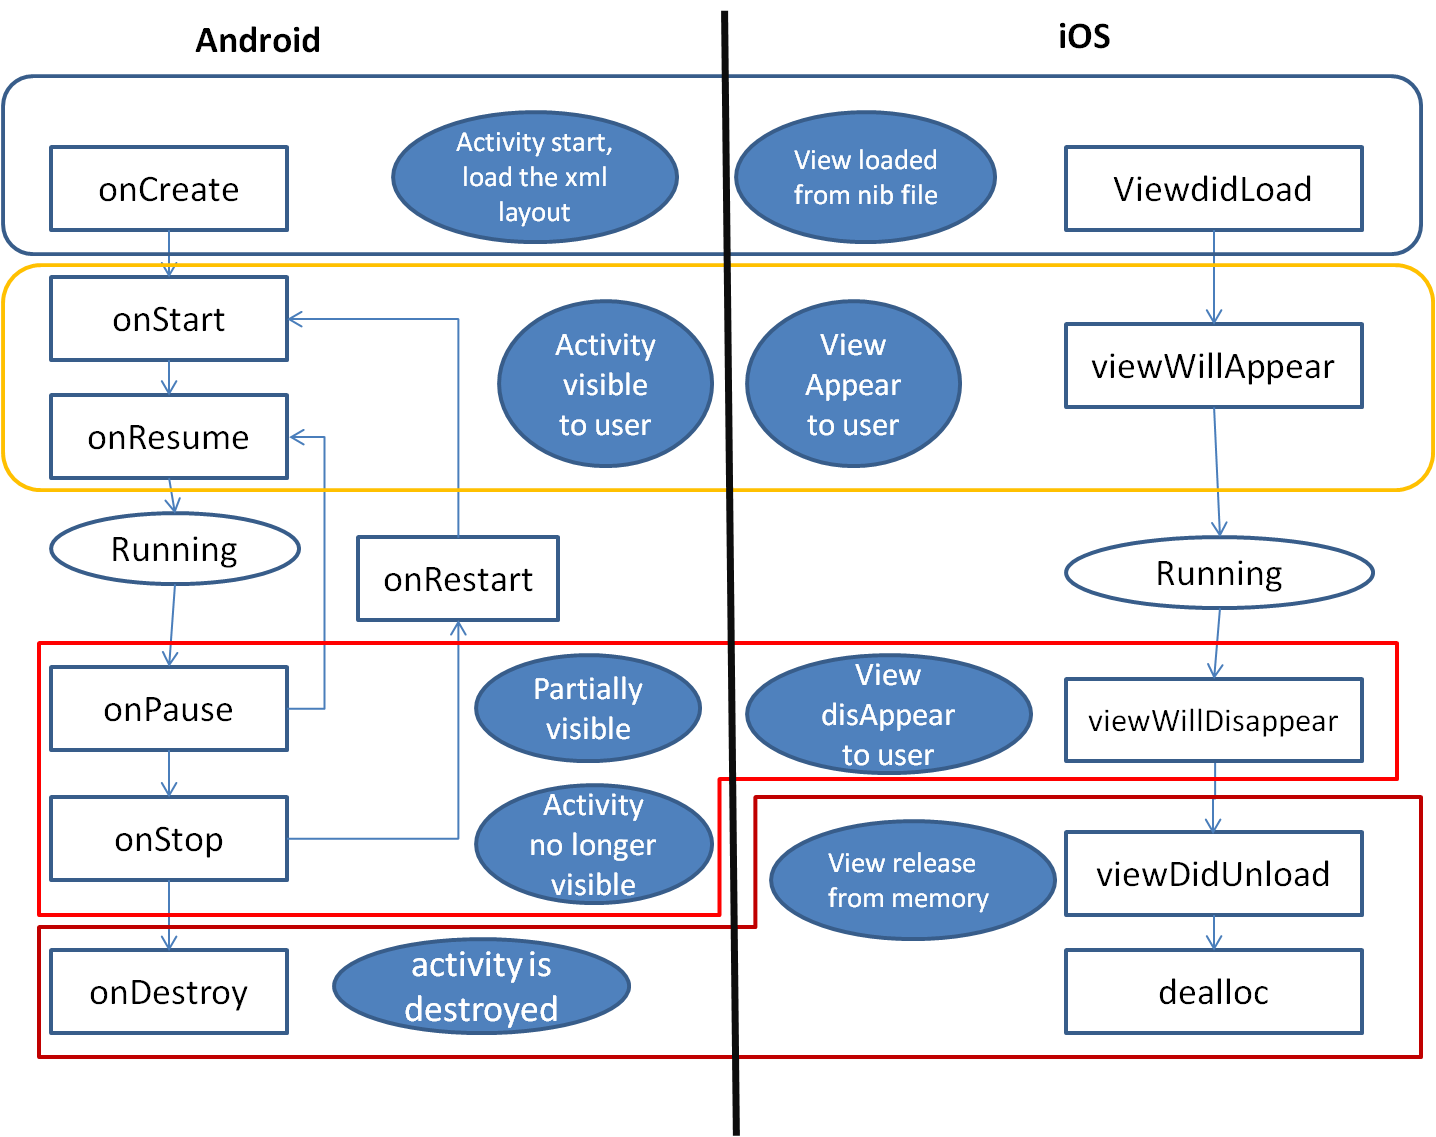 Android
iOS
onCreate
Activity start,
load the xml
layout
View loaded
from nib file
ViewdidLoad
onStart
Activity
visible
to user
View
Appear
to user
viewWillAppear
onResume
Running
onRestart
Running
onPause
Partially
visible
View
disAppear
to user
viewWillDisappear
onStop
Activity
no longer
visible
View release
from memory
viewDidUnload
onDestroy
activity is
destroyed
dealloc